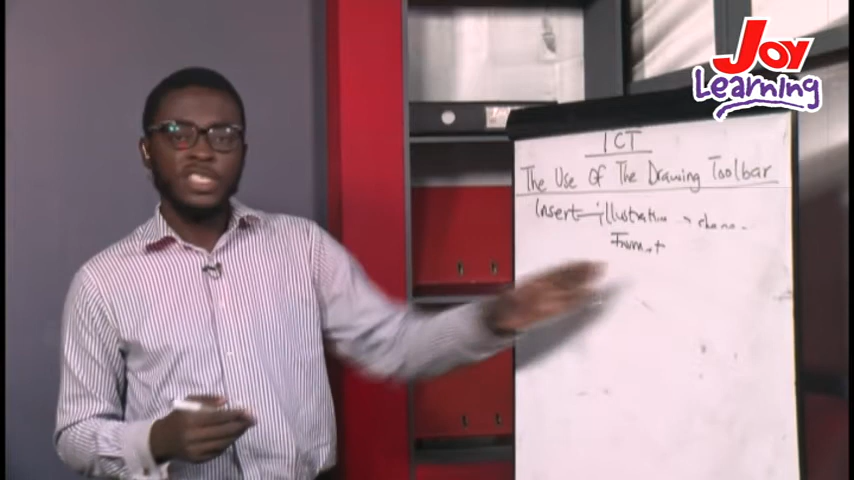 JOY
Learning
ICT
The Use Of The Drawing Toolbar
Insert illustration
Format